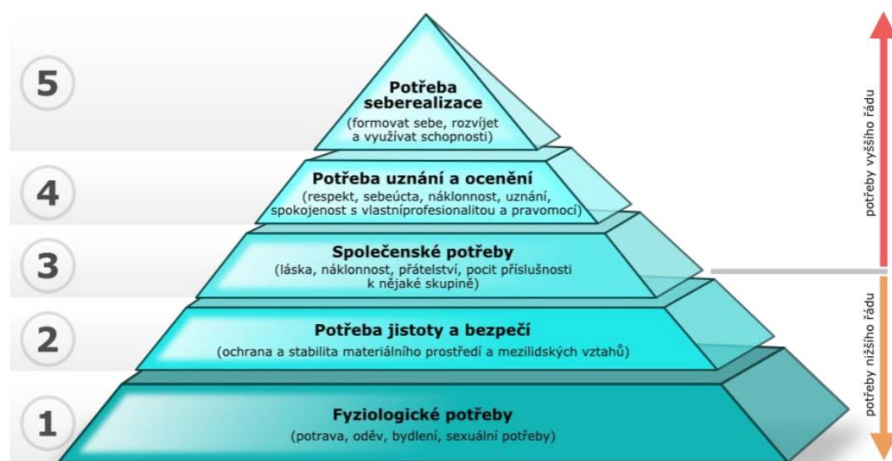 5
Potřeba
seberealizace
(formovat sebe, rozvíjet
a využívat schopnosti)
4
Potřeba uznání a ocenění
(respekt, sebeúcta, náklonnost, uznání,
spokojenost s vlastníprofesionalitou a pravomocí)
3
Společenské potřeby
(láska, náklonnost, přátelství, pocit příslušnosti
k nějaké skupině)
2
Potřeba jistoty a bezpečí
(ochrana a stabilita materiálního prostředí a mezilidských vztahů)
1
Fyziologické potřeby
(potrava, oděv, bydlení, sexuální potřeby)
potřeby vyššího řádu
potřeby nižšího řádu